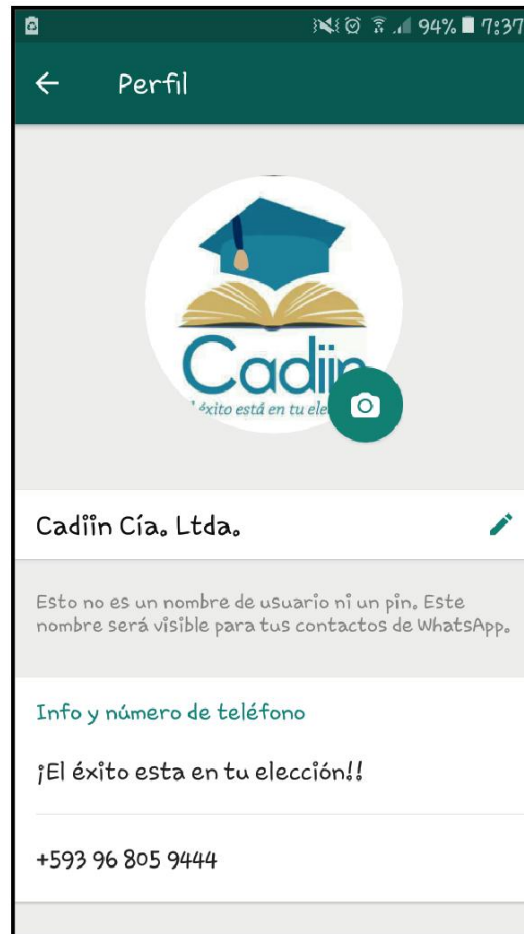 94% 7:37
Perfil
Cadiin
éxito está en tu ele
Cadiin Cía. Ltda.
Esto no es un nombre de usuario ni un pin. Este
nombre será visible para tus contactos de WhatsApp.
Info y número de teléfono
¡El éxito esta en tu elección!!
+593 96 805 9444